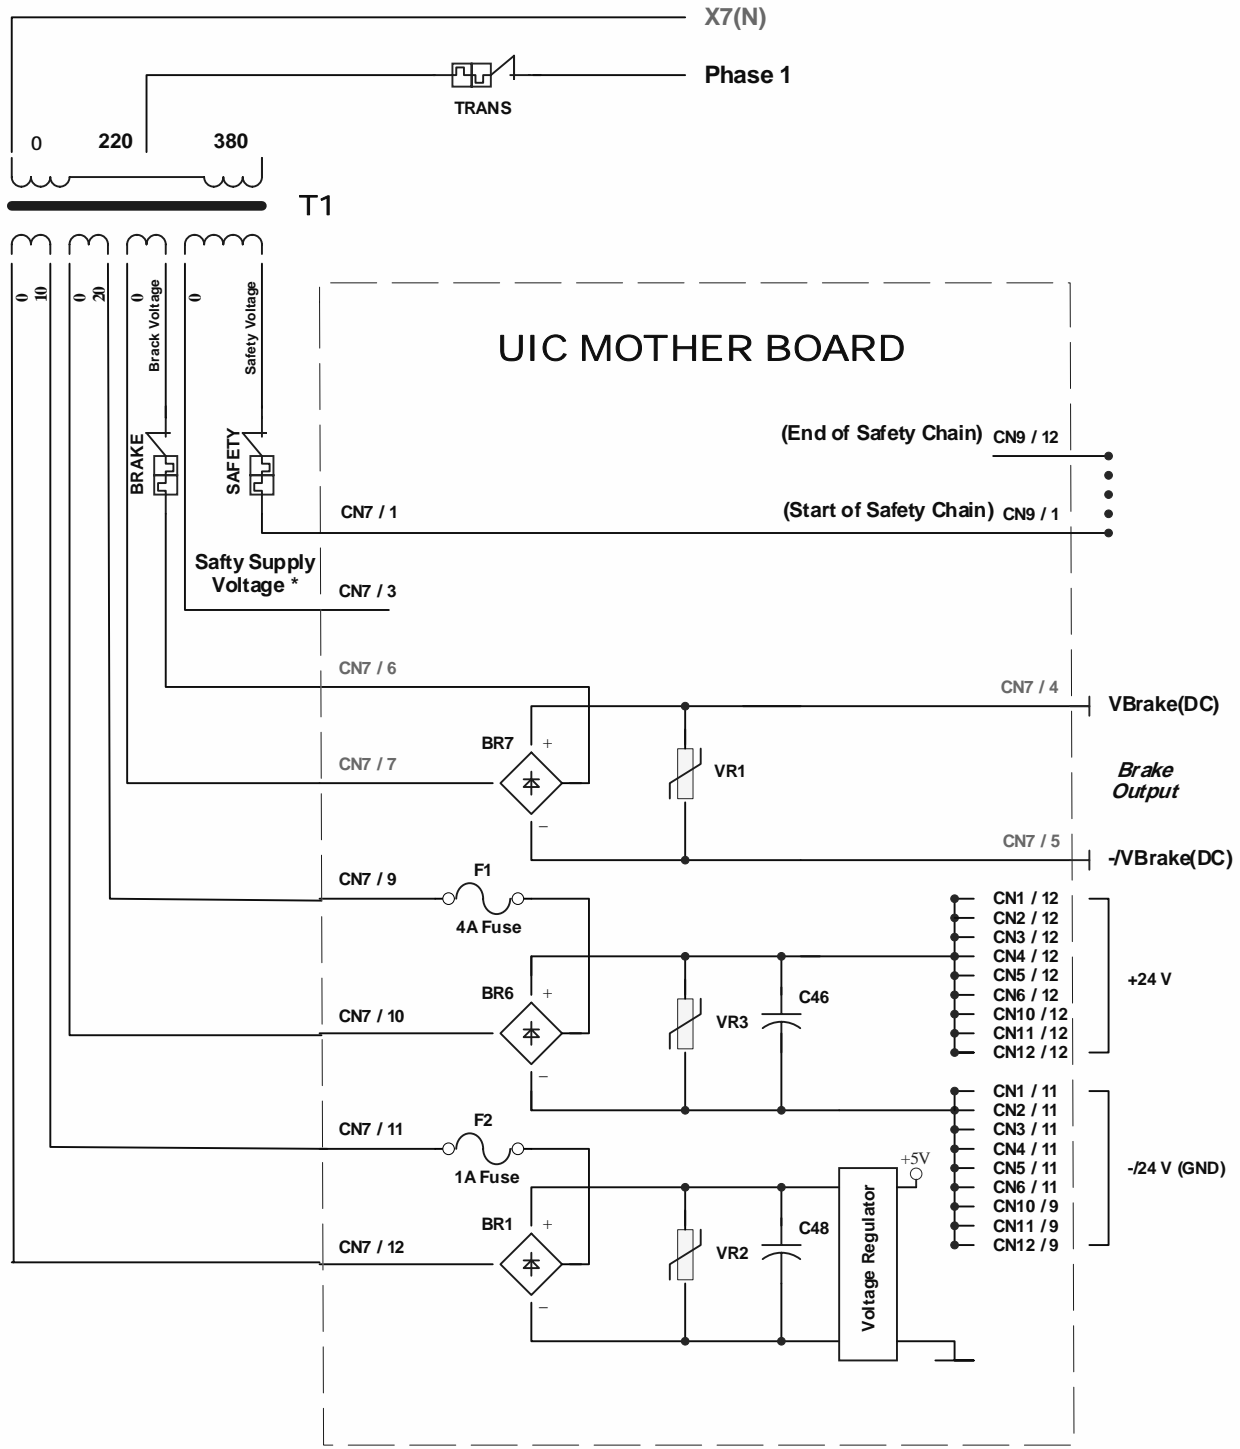 X7(N)
Phase 1
TRANS
0 220 380
T1
0
10
0
20
0
Brack Voltage
0
Safety Voltage
UIC MOTHER BOARD
BRAKE
SAFETY
(End of Safety Chain) CN9 / 12
CN7 / 1
(Start of Safety Chain) CN9 / 1
Safty Supply
Voltage *
CN7 / 3
CN7 / 6
CN7 / 4
VBrake(DC)
BR7
+
CN7 / 7
VR1
Brake
Output
−
CN7 / 5
-/VBrake(DC)
F1
CN7 / 9
4A Fuse
CN1 / 12
CN2 / 12
CN3 / 12
CN4 / 12
CN5 / 12
CN6 / 12
CN10 / 12
CN11 / 12
CN12 / 12
+24 V
BR6
+
C46
CN7 / 10
VR3
−
CN1 / 11
CN2 / 11
CN3 / 11
CN4 / 11
CN5 / 11
CN6 / 11
CN10 / 9
CN11 / 9
CN12 / 9
-/24 V (GND)
F2
CN7 / 11
1A Fuse
+5V
BR1
+
C48
CN7 / 12
VR2
Voltage Regulator
−